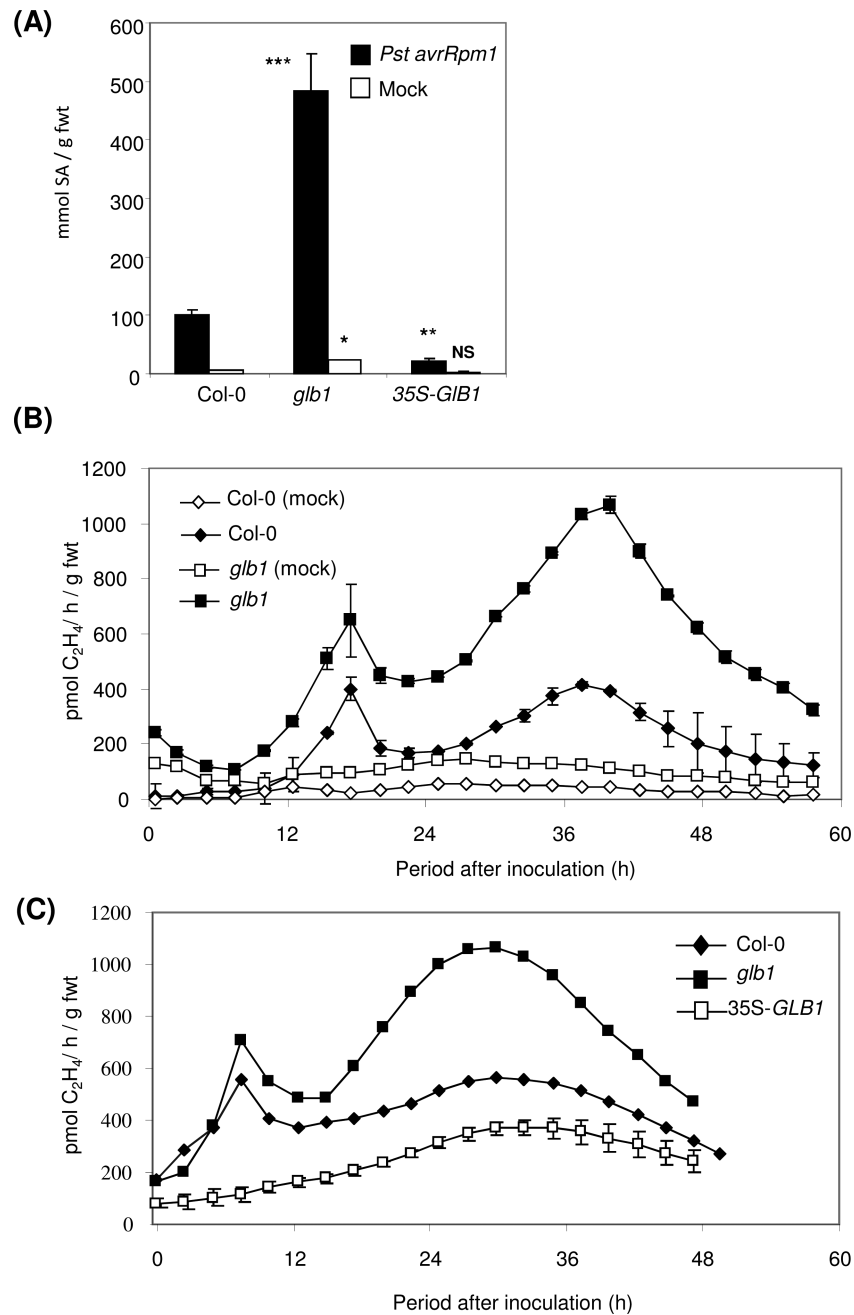 (A)
600
500
400
300
200
100
0
mmol SA / g fwt
***
Pst avrRpm1
Mock
*
**
NS
Col-0
glb1
35S-GlB1
(B)
1200
1000
800
600
400
200
0
pmol C₂H₄/ h / g fwt
Col-0 (mock)
Col-0
glb1 (mock)
glb1
0 12 24 36 48 60
Period after inoculation (h)
(C)
1200
1000
800
600
400
200
0
pmol C₂H₄/ h / g fwt
Col-0
glb1
35S-GLB1
0 12 24 36 48 60
Period after inoculation (h)